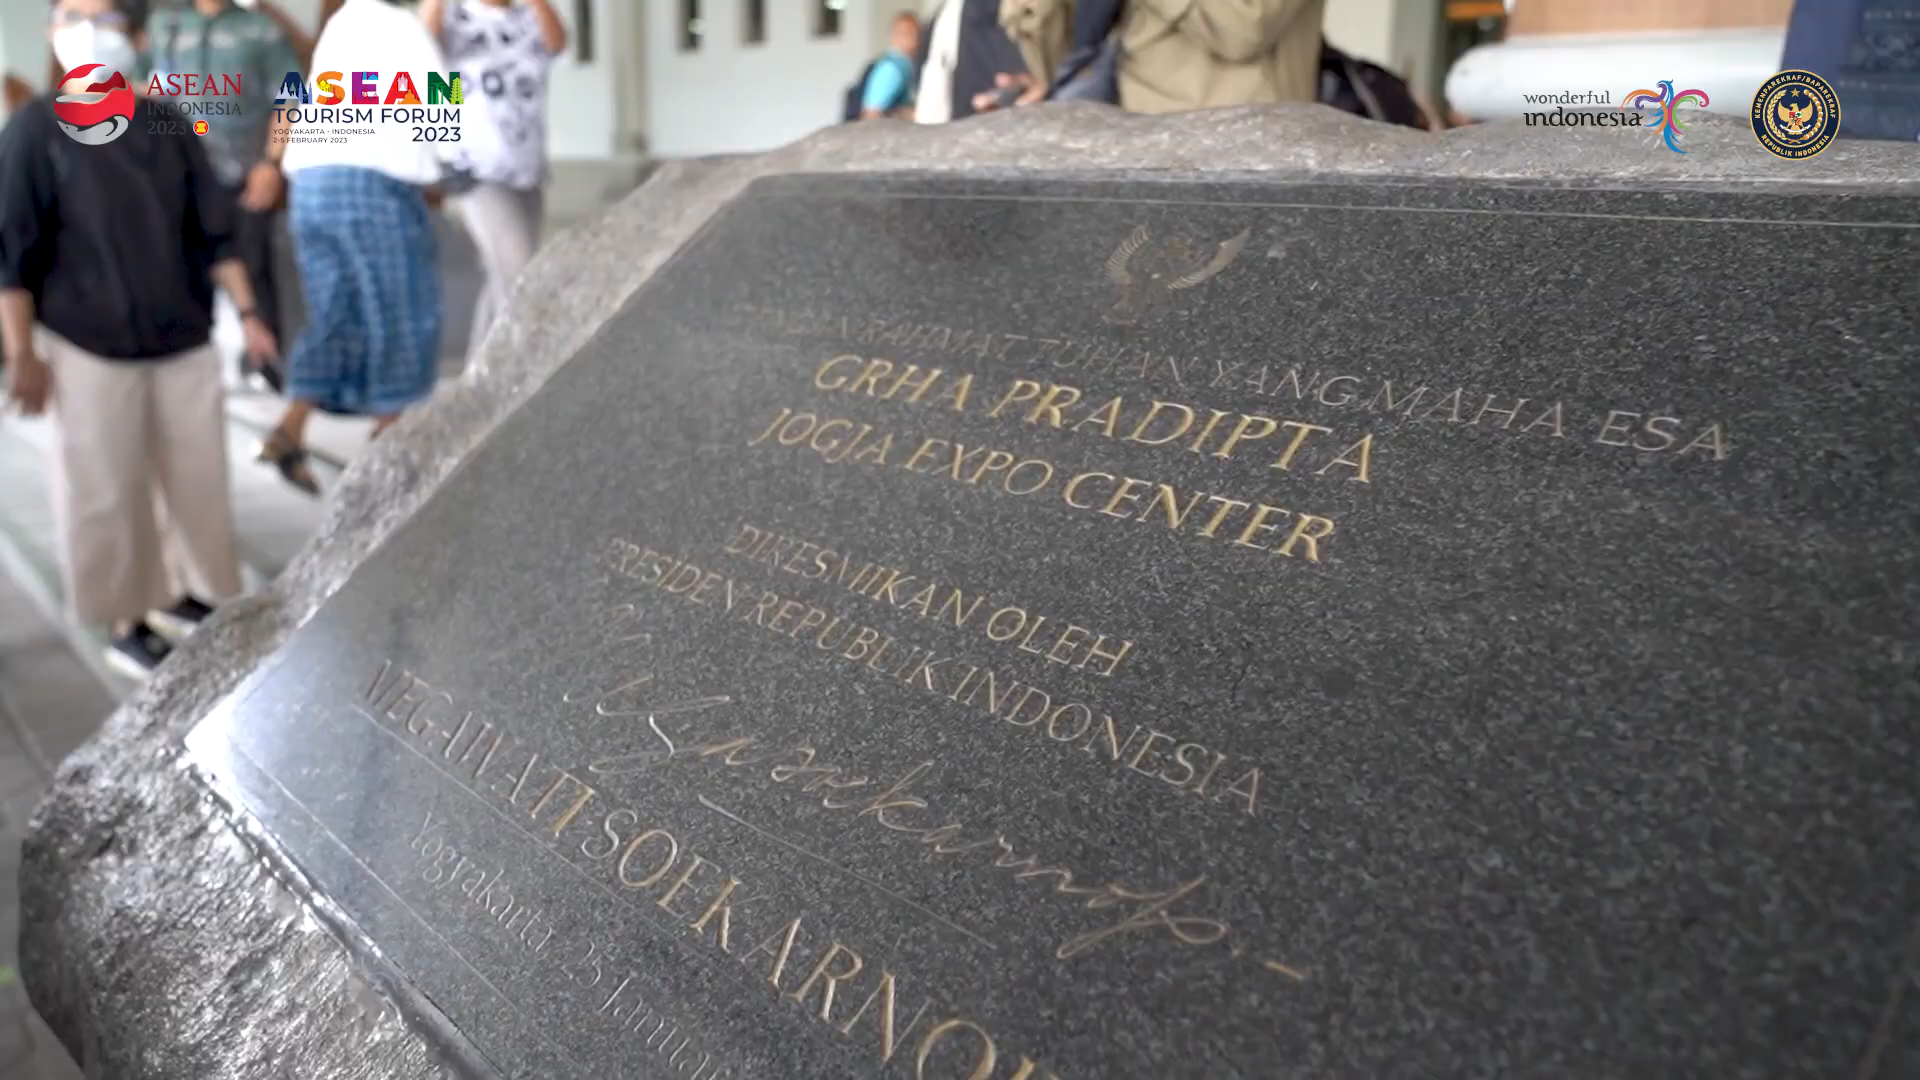 ASEAN
INDONESIA
2023
ASEAN
TOURISM FORUM
YOGYAKARTA - INDONESIA
2-5 FEBRUARY 2023
2023
wonderful
indonesia
KEMENPAREKRAF/BAPAREKRAF
REPUBLIK INDONESIA
RAHMAT TUHAN YANG MAHA ESA
GRHA PRADIPTA
JOGJA EXPO CENTER
DIRESMIKAN OLEH
PRESIDEN REPUBLIK INDONESIA
MEGAWATI SOEKARNO
Yogyakarta, 25 Januar